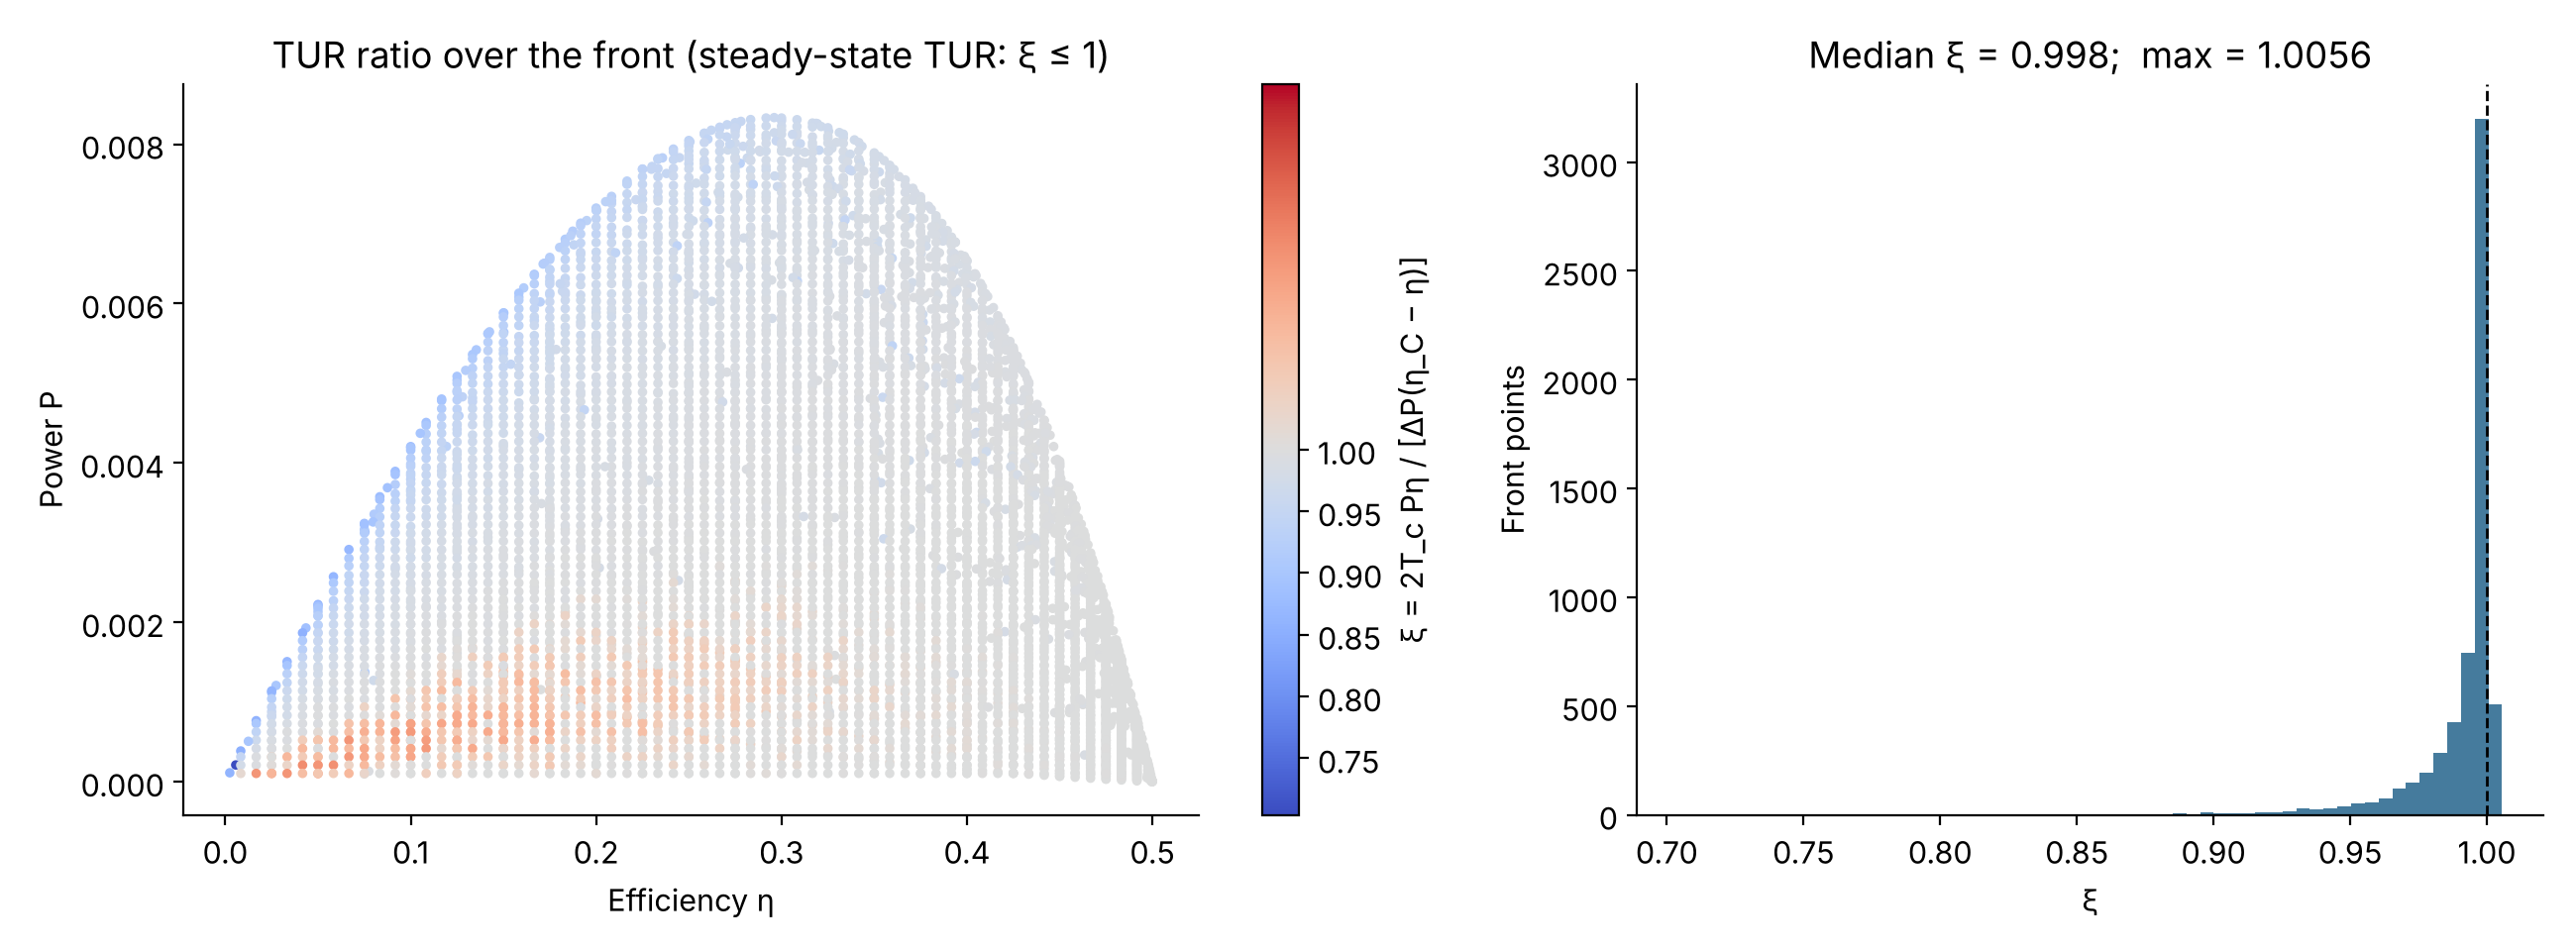 TUR ratio over the front (steady-state TUR: ξ ≤ 1)
Power P
0.008
0.006
0.004
0.002
0.000
0.0 0.1 0.2 0.3 0.4 0.5
Efficiency η
1.00
0.95
0.90
0.85
0.80
0.75
ξ = 2T_c Pη / [ΔP(η_C − η)]
Median ξ = 0.998; max = 1.0056
Front points
3000
2500
2000
1500
1000
500
0
0.70 0.75 0.80 0.85 0.90 0.95 1.00
ξ